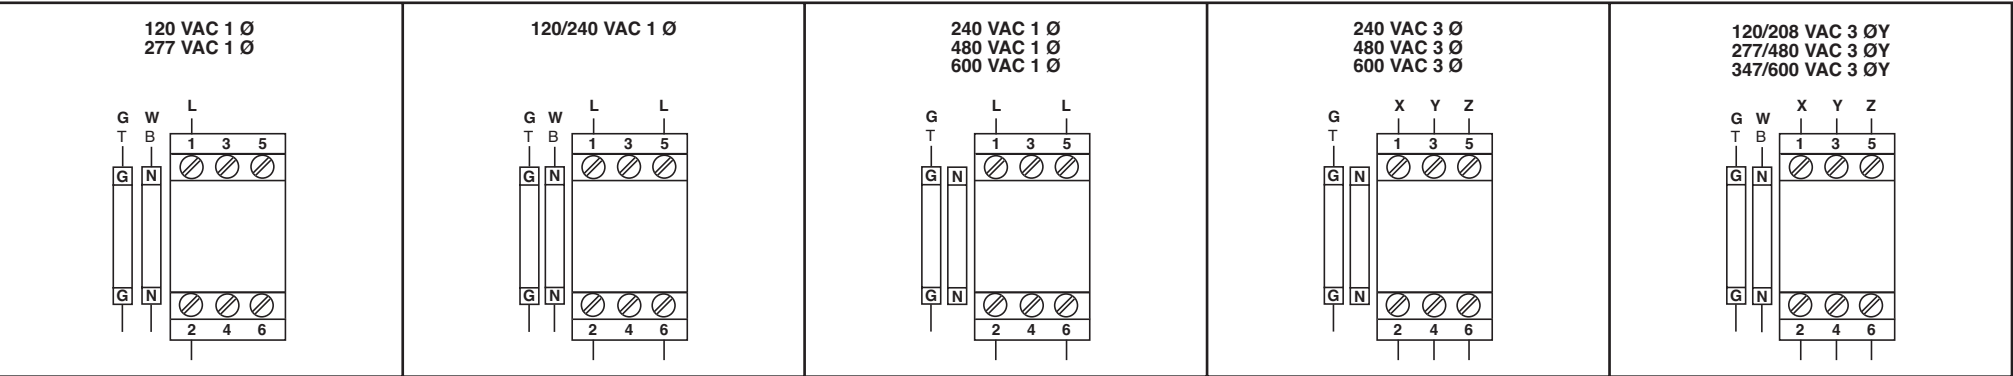 120 VAC 1 Ø
277 VAC 1 Ø
L
G W
T B
1 3 5
G N
G N
2 4 6
120/240 VAC 1 Ø
L L
G W
T B
1 3 5
G N
G N
2 4 6
240 VAC 1 Ø
480 VAC 1 Ø
600 VAC 1 Ø
L L
G
T
1 3 5
G N
G N
2 4 6
240 VAC 3 Ø
480 VAC 3 Ø
600 VAC 3 Ø
X Y Z
G
T
1 3 5
G N
G N
2 4 6
120/208 VAC 3 ØY
277/480 VAC 3 ØY
347/600 VAC 3 ØY
X Y Z
G W
T B
1 3 5
G N
G N
2 4 6